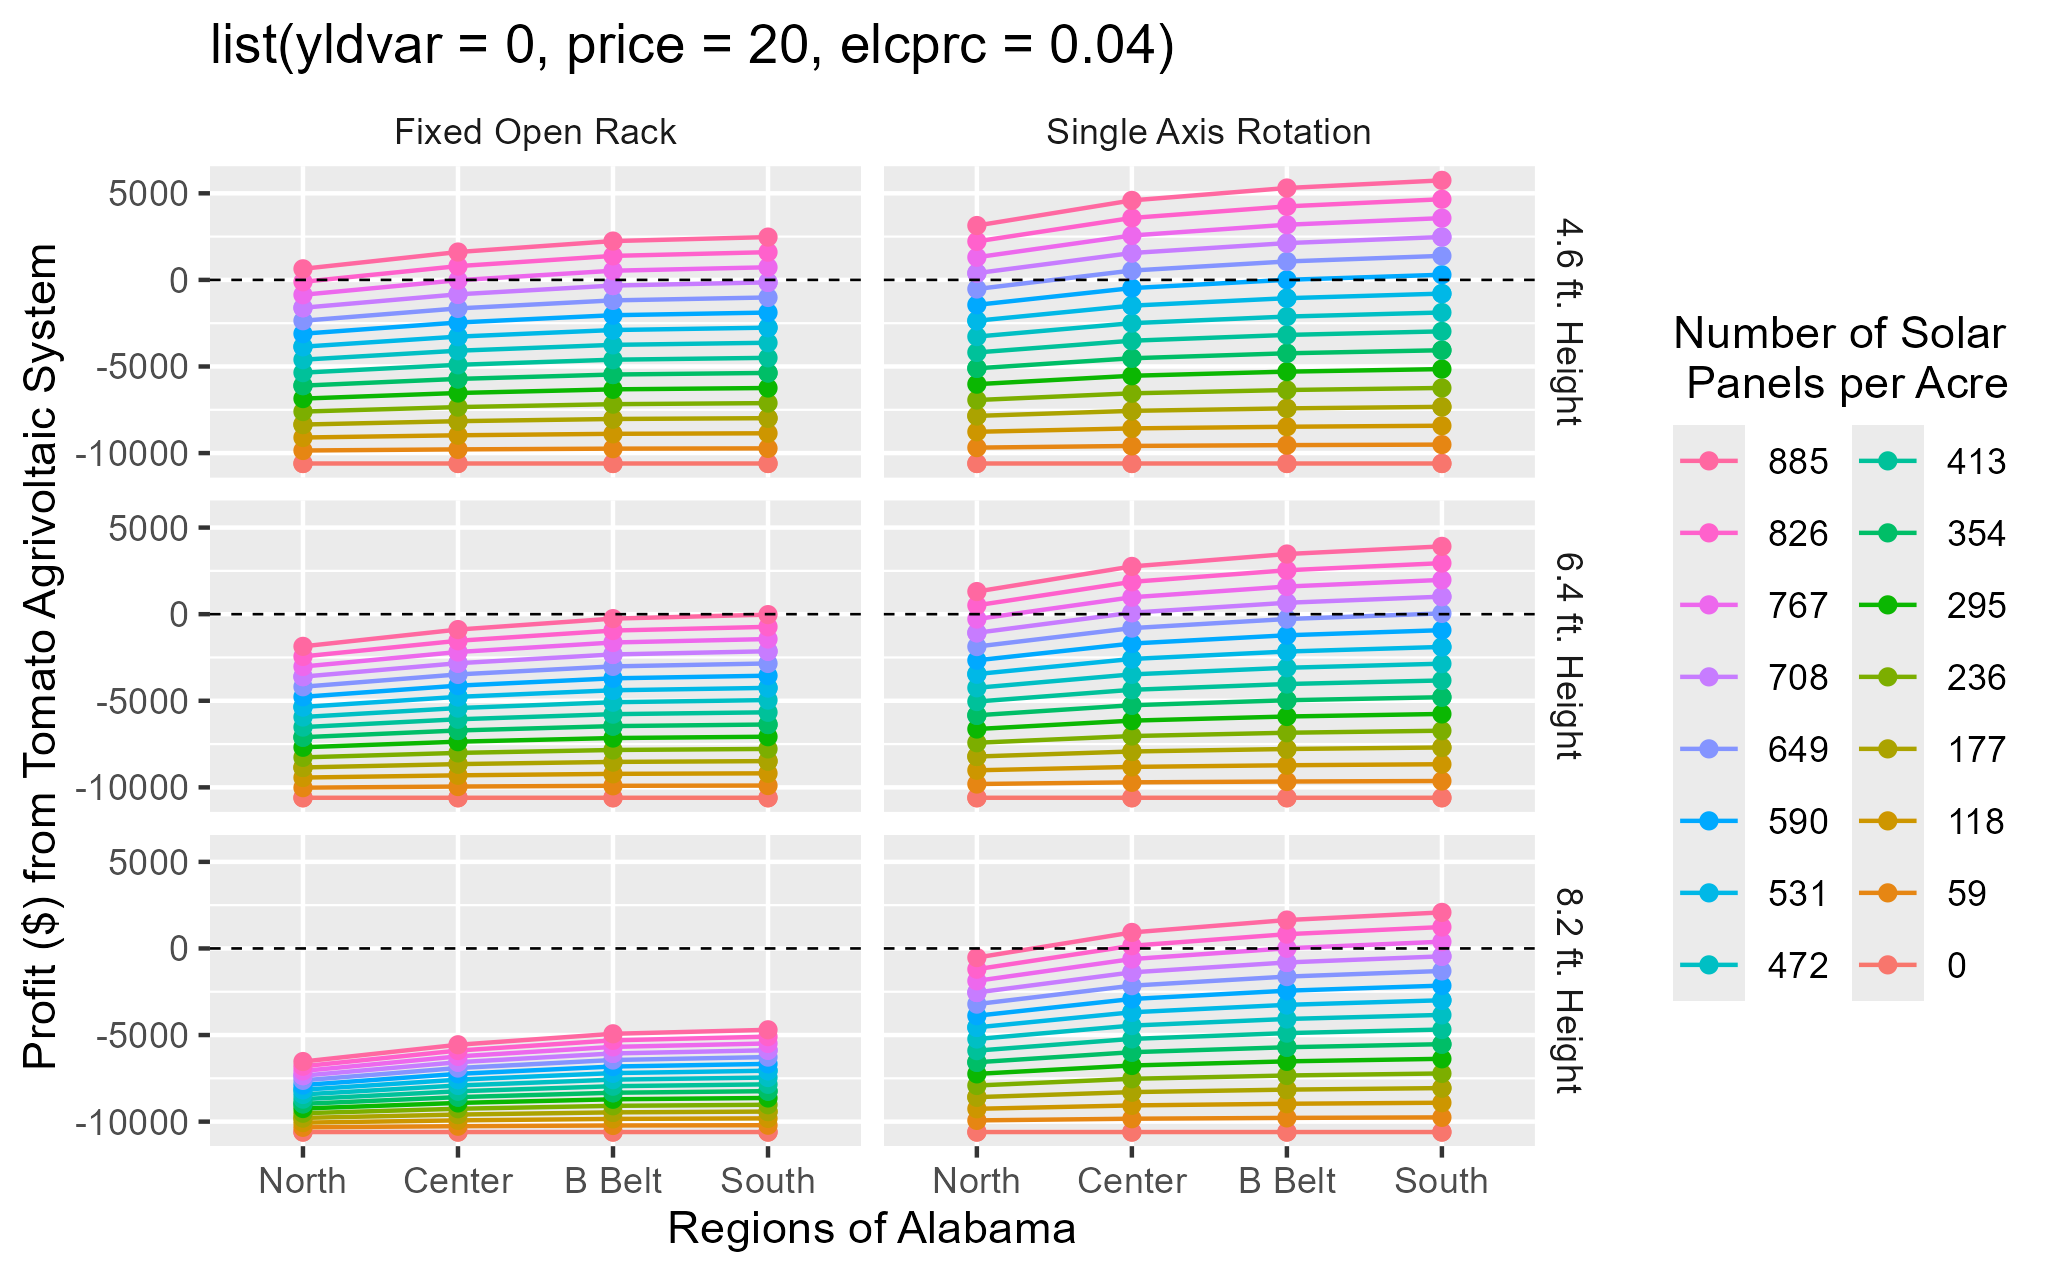 list(yldvar = 0, price = 20, elcprc = 0.04)
Fixed Open Rack
Single Axis Rotation
Profit ($) from Tomato Agrivoltaic System
5000
0
-5000
-10000
4.6 ft. Height
5000
0
-5000
-10000
6.4 ft. Height
5000
0
-5000
-10000
8.2 ft. Height
North Center B Belt South
North Center B Belt South
Regions of Alabama
Number of Solar
Panels per Acre
885 413
826 354
767 295
708 236
649 177
590 118
531 59
472 0